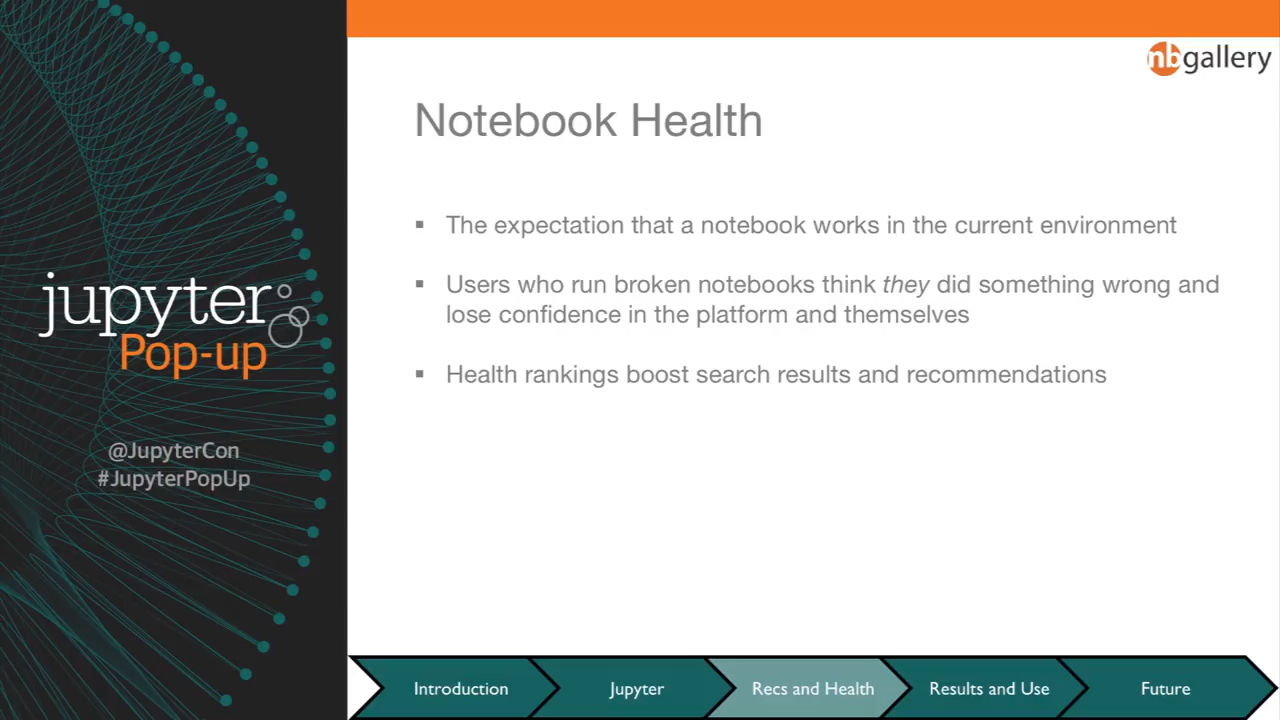 nbgallery
Notebook Health
▪ The expectation that a notebook works in the current environment
▪ Users who run broken notebooks think they did something wrong and
lose confidence in the platform and themselves
▪ Health rankings boost search results and recommendations
jupyter
Pop-up
@JupyterCon
#JupyterPopUp
Introduction
Jupyter
Recs and Health
Results and Use
Future